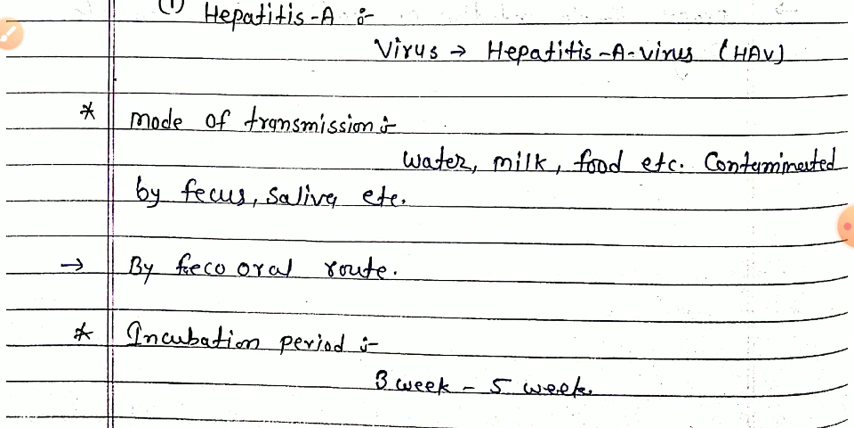 (1) Hepatitis-A :-
Virus → Hepatitis-A-virus (HAV)
* mode of transmission :-
water, milk, food etc. Contaminated
by fecus, saliva etc.
→ By feco oral route.
* Incubation period :-
3 week - 5 week.